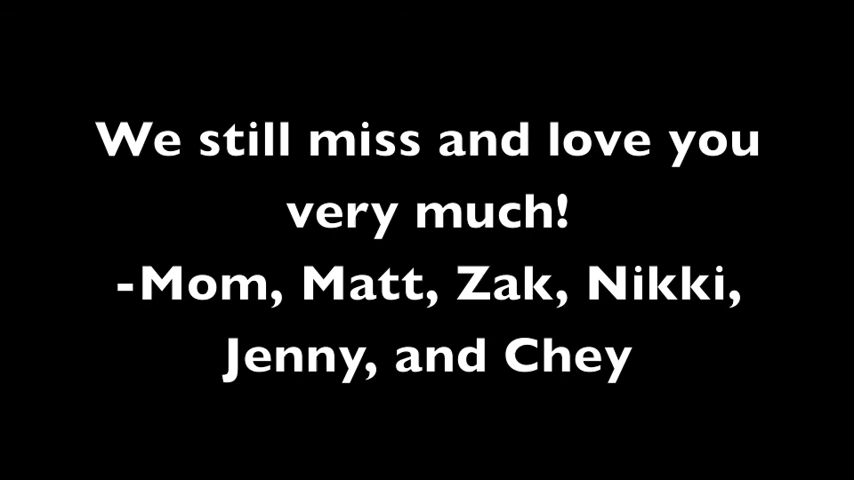 We still miss and love you
very much!
-Mom, Matt, Zak, Nikki,
Jenny, and Chey